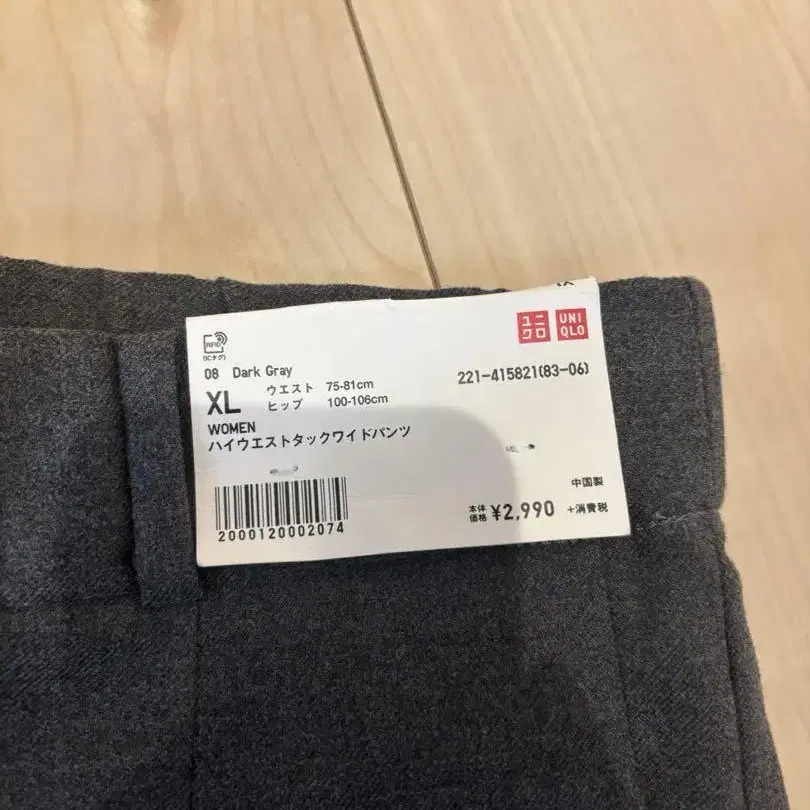 ユニ
クロ
UNI
QLO
RFID
(ICタグ)
08 Dark Gray
XL
ウエスト 75-81cm
ヒップ 100-106cm
221-415821(83-06)
WOMEN
ハイウエストタックワイドパンツ
中国製
2000120002074
本体
価格 ¥2,990 +消費税